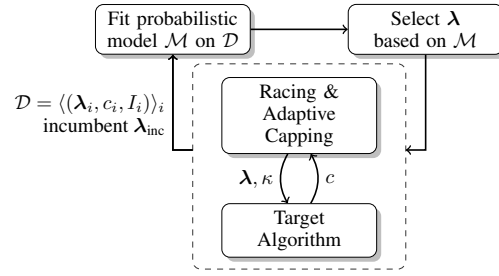 Fit probabilistic
model ℳ on 𝒟
Select λ
based on ℳ
𝒟 = ⟨(λᵢ, cᵢ, Iᵢ)⟩ᵢ
incumbent λ_inc
Racing &
Adaptive
Capping
λ, κ
c
Target
Algorithm